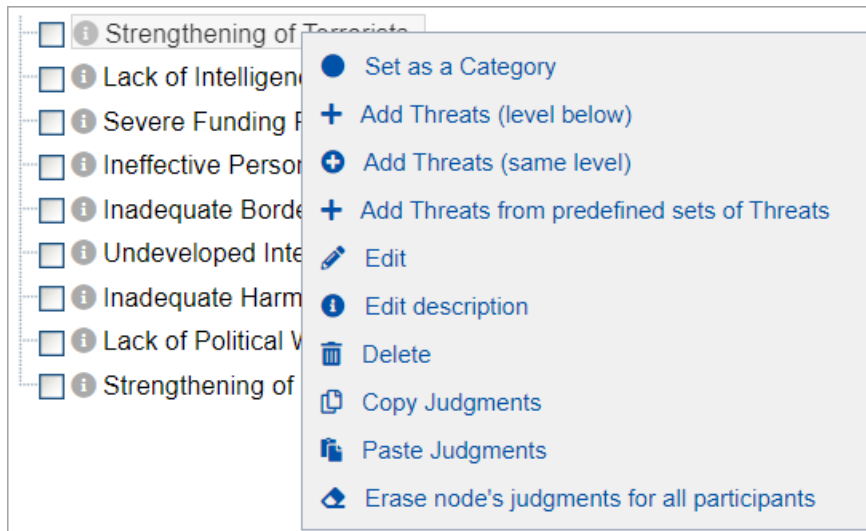 Strengthening of Terrorists
Lack of Intelligen
Severe Funding
Ineffective Person
Inadequate Borde
Undeveloped Inte
Inadequate Harm
Lack of Political
Strengthening of
Set as a Category
Add Threats (level below)
Add Threats (same level)
Add Threats from predefined sets of Threats
Edit
Edit description
Delete
Copy Judgments
Paste Judgments
Erase node's judgments for all participants